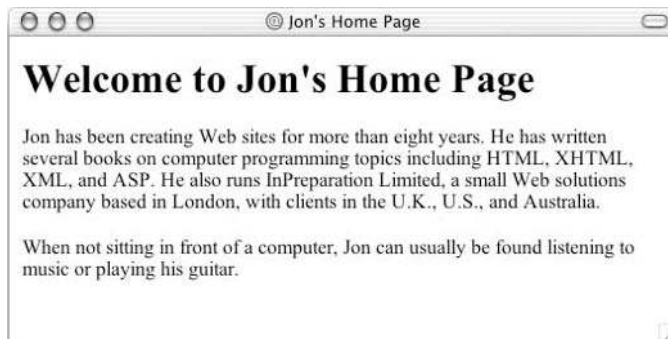 Jon's Home Page
Welcome to Jon's Home Page
Jon has been creating Web sites for more than eight years. He has written
several books on computer programming topics including HTML, XHTML,
XML, and ASP. He also runs InPreparation Limited, a small Web solutions
company based in London, with clients in the U.K., U.S., and Australia.
When not sitting in front of a computer, Jon can usually be found listening to
music or playing his guitar.